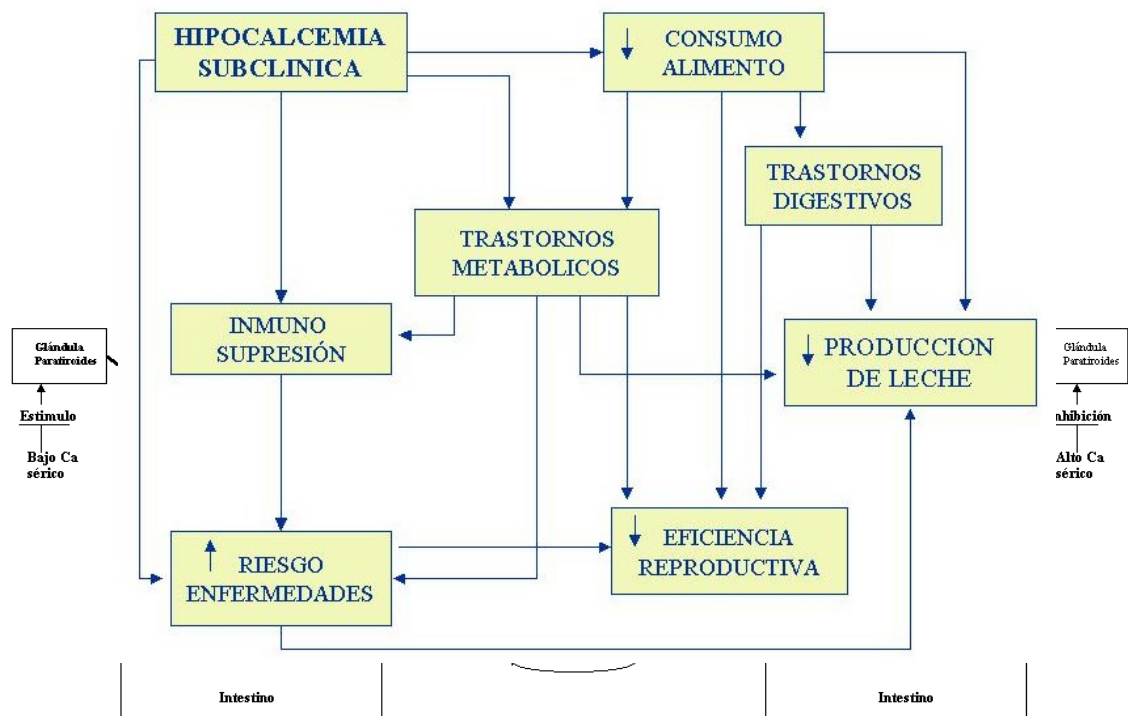 HIPOCALCEMIA
SUBCLINICA
CONSUMO
ALIMENTO
TRASTORNOS
DIGESTIVOS
TRASTORNOS
METABOLICOS
INMUNO
SUPRESIÓN
PRODUCCION
DE LECHE
Glándula
Paratiroides
Estimulo
Bajo Ca
sérico
Glándula
Paratiroides
nhibición
Alto Ca
sérico
EFICIENCIA
REPRODUCTIVA
RIESGO
ENFERMEDADES
Intestino
Intestino